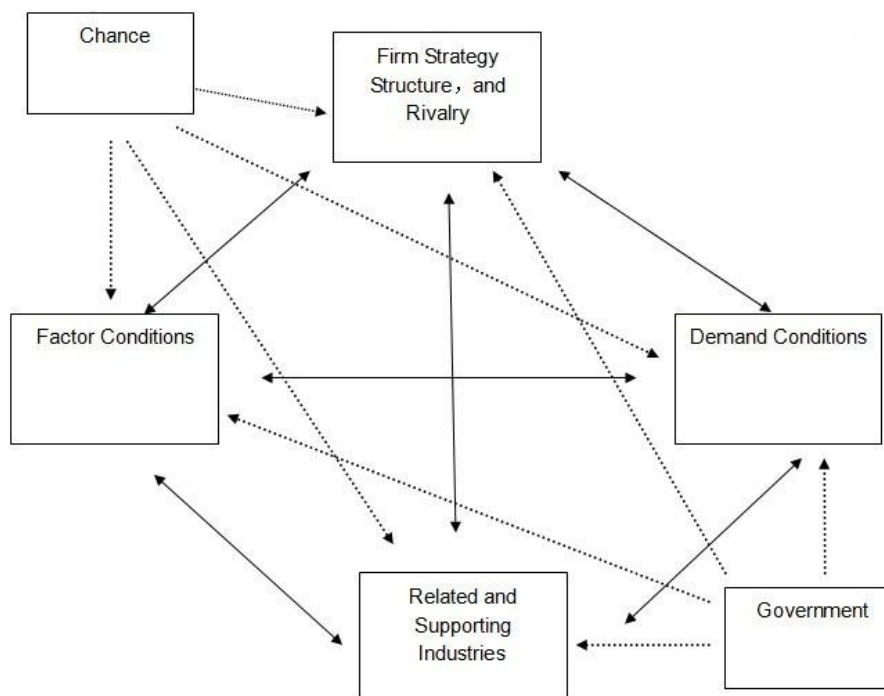 Chance
Firm Strategy
Structure，and
Rivalry
Factor Conditions
Demand Conditions
Related and
Supporting
Industries
Government